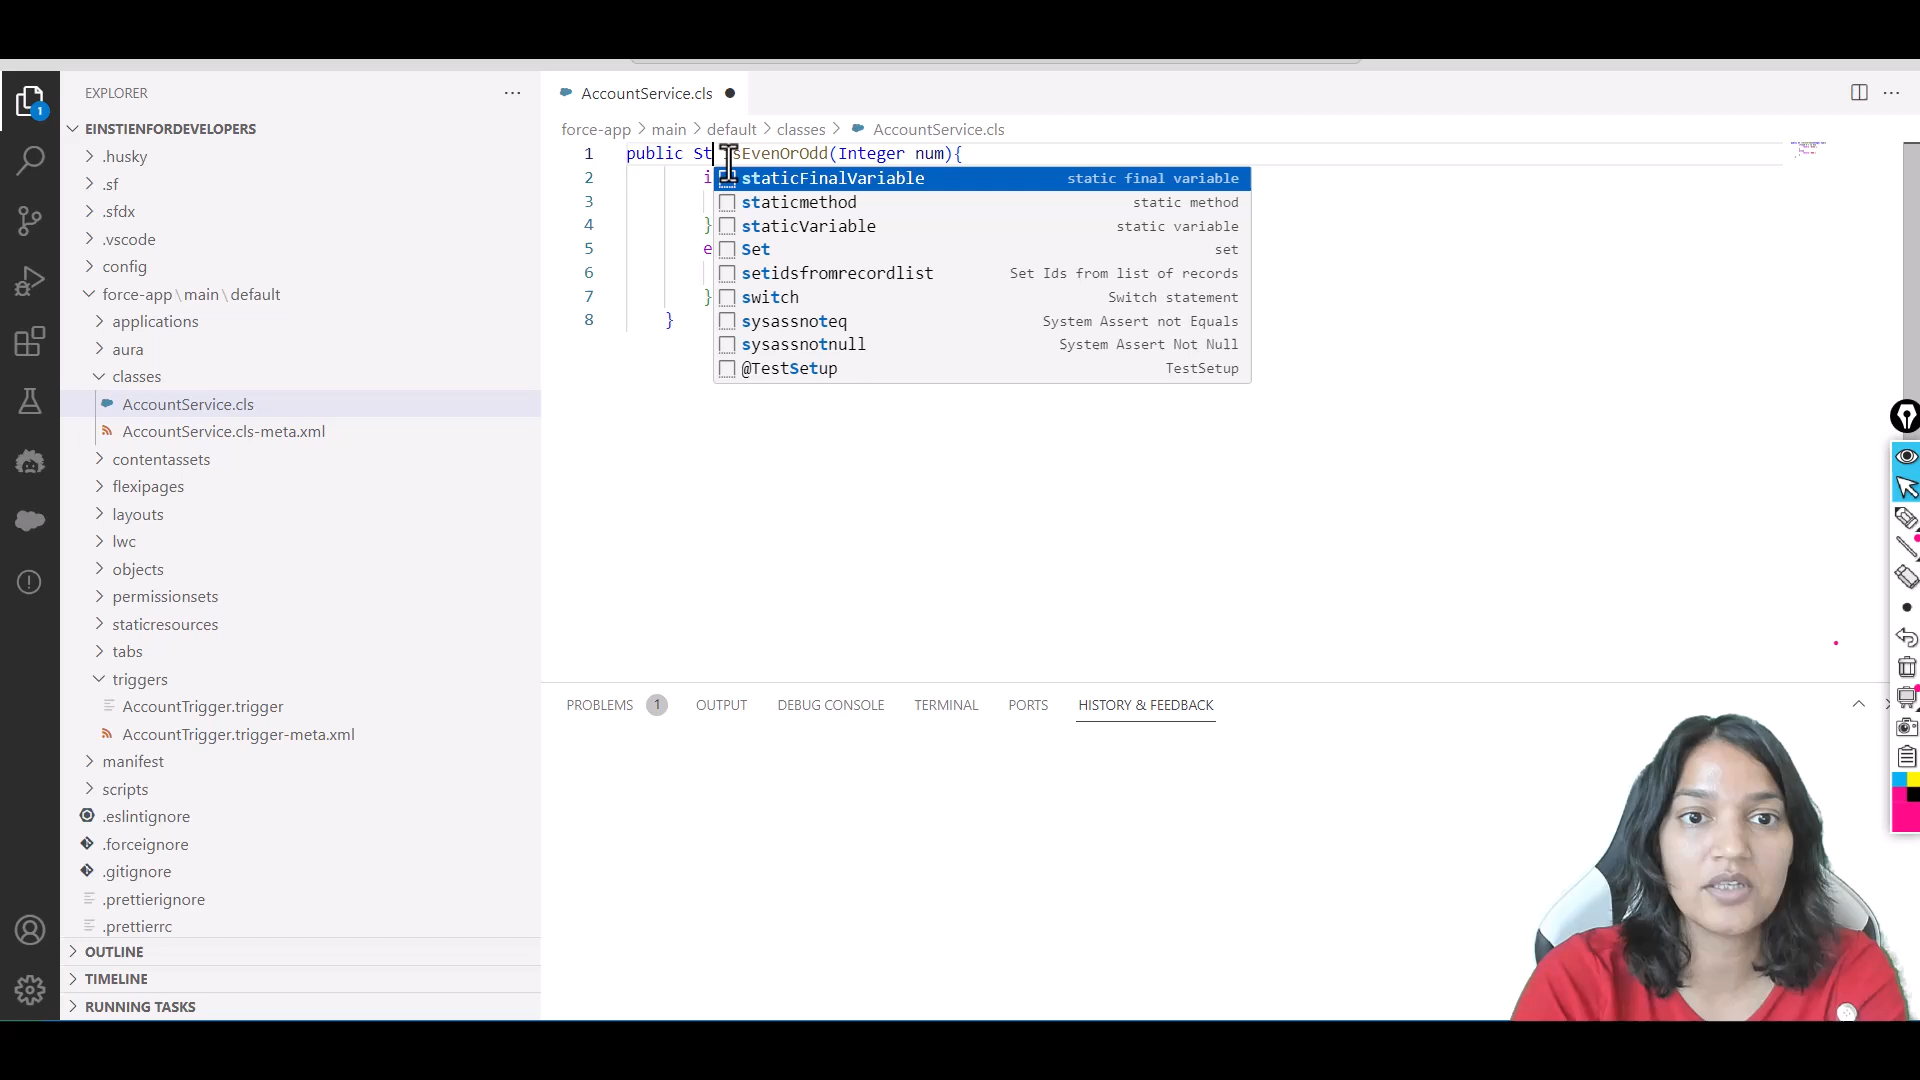 EXPLORER
EINSTIENFORDEVELOPERS
.husky
.sf
.sfdx
.vscode
config
force-app\main\default
applications
aura
classes
AccountService.cls
AccountService.cls-meta.xml
contentassets
flexipages
layouts
lwc
objects
permissionsets
staticresources
tabs
triggers
AccountTrigger.trigger
AccountTrigger.trigger-meta.xml
manifest
scripts
.eslintignore
.forceignore
.gitignore
.prettierignore
.prettierrc
OUTLINE
TIMELINE
RUNNING TASKS
1
AccountService.cls
force-app > main > default > classes > AccountService.cls
1 public St isEvenOrOdd(Integer num){
2 i
3
4 }
5 e
6
7 }
8 }
staticFinalVariable static final variable
staticmethod static method
staticVariable static variable
Set set
setidsfromrecordlist Set Ids from list of records
switch Switch statement
sysassnoteq System Assert not Equals
sysassnotnull System Assert Not Null
@TestSetup TestSetup
PROBLEMS 1 OUTPUT DEBUG CONSOLE TERMINAL PORTS HISTORY & FEEDBACK